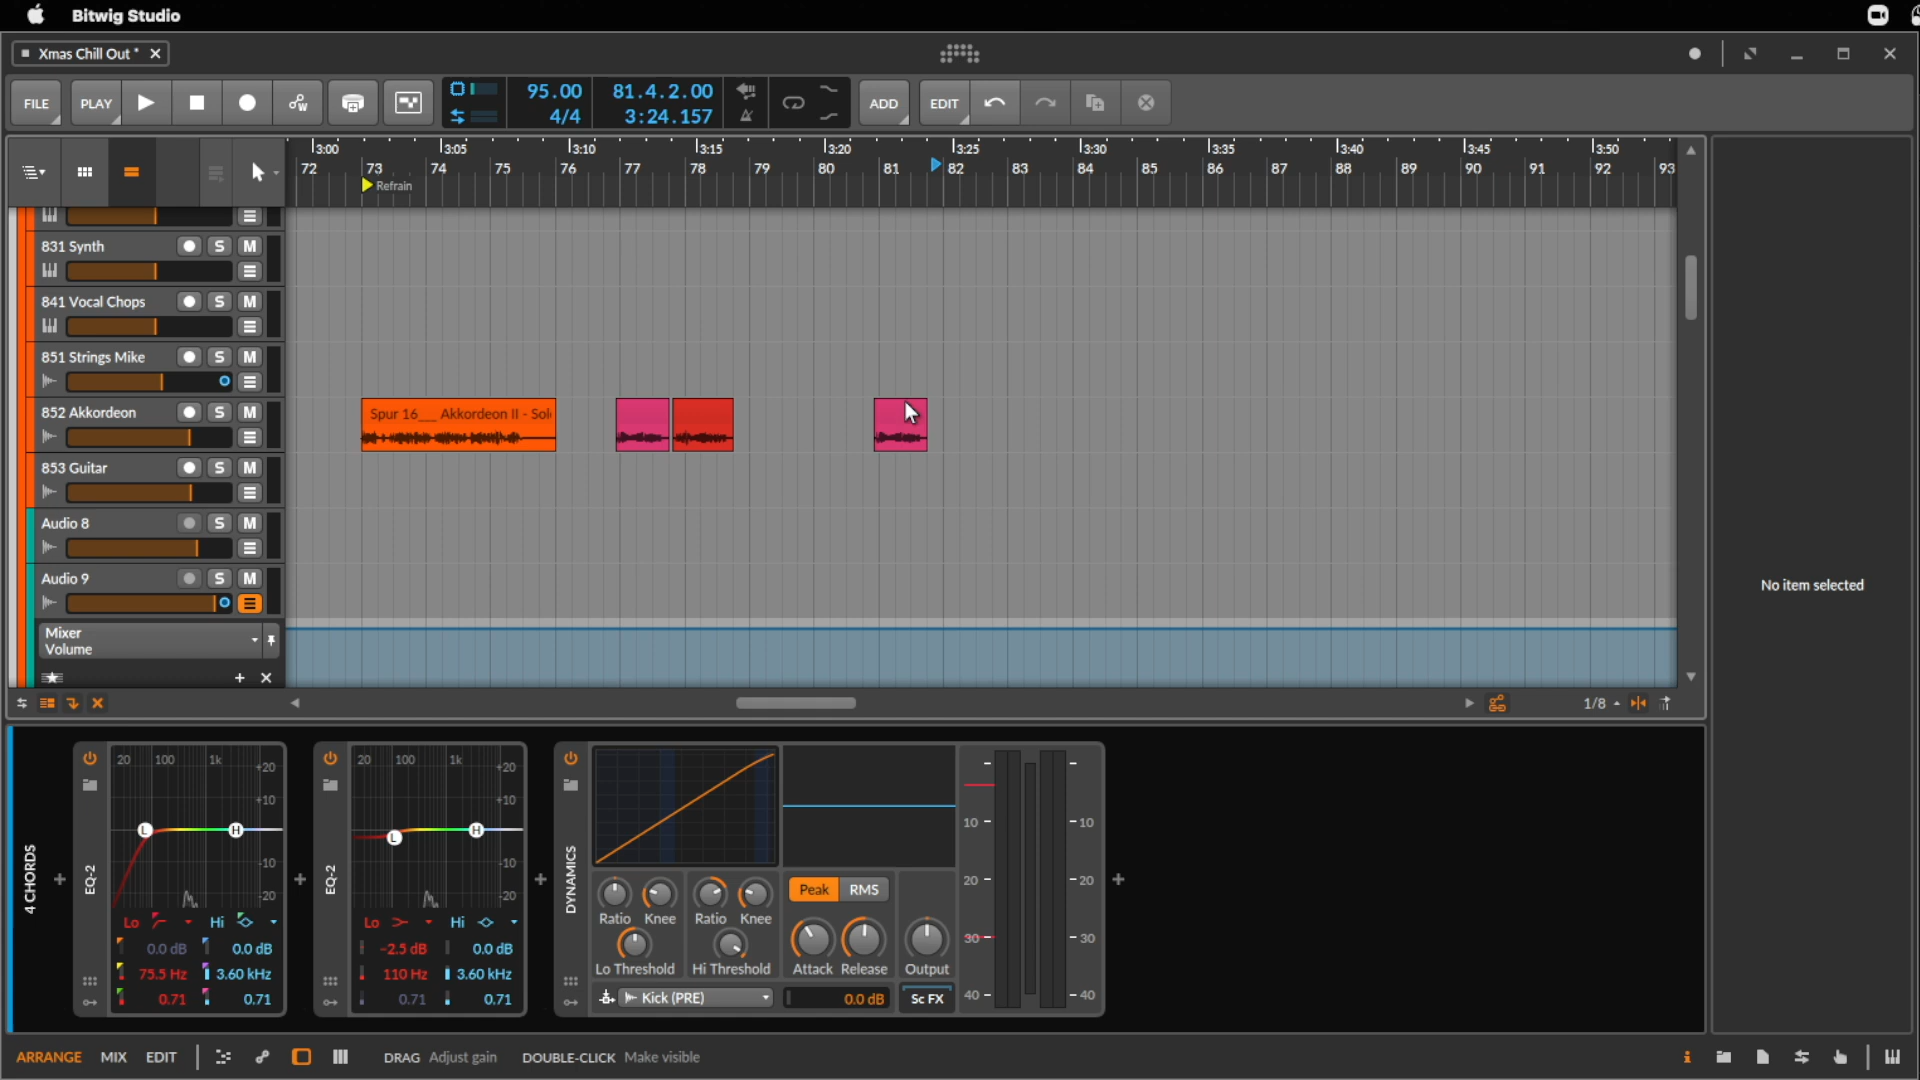 Bitwig Studio
Xmas Chill Out *
FILE PLAY 95.00 4/4 81.4.2.00 3:24.157 ADD EDIT
3:00 3:05 3:10 3:15 3:20 3:25 3:30 3:35 3:40 3:45 3:50
72 73 74 75 76 77 78 79 80 81 82 83 84 85 86 87 88 89 90 91 92 93
Refrain
831 Synth S M
841 Vocal Chops S M
851 Strings Mike S M
852 Akkordeon S M
Spur 16___ Akkordeon II - Sol
853 Guitar S M
Audio 8 S M
Audio 9 S M
No item selected
Mixer
Volume
1/8
4 CHORDS
EQ-2
20 100 1k +20 +10 -10 -20
L H
Lo Hi
0.0 dB 0.0 dB
75.5 Hz 3.60 kHz
0.71 0.71
EQ-2
20 100 1k +20 +10 -10 -20
L H
Lo Hi
-2.5 dB 0.0 dB
110 Hz 3.60 kHz
0.71 0.71
DYNAMICS
Ratio Knee Ratio Knee
Lo Threshold Hi Threshold
Kick (PRE)
Peak RMS
Attack Release Output
0.0 dB Sc FX
10 - - 10
20 - - 20
30 - - 30
40 - - 40
ARRANGE MIX EDIT DRAG Adjust gain DOUBLE-CLICK Make visible